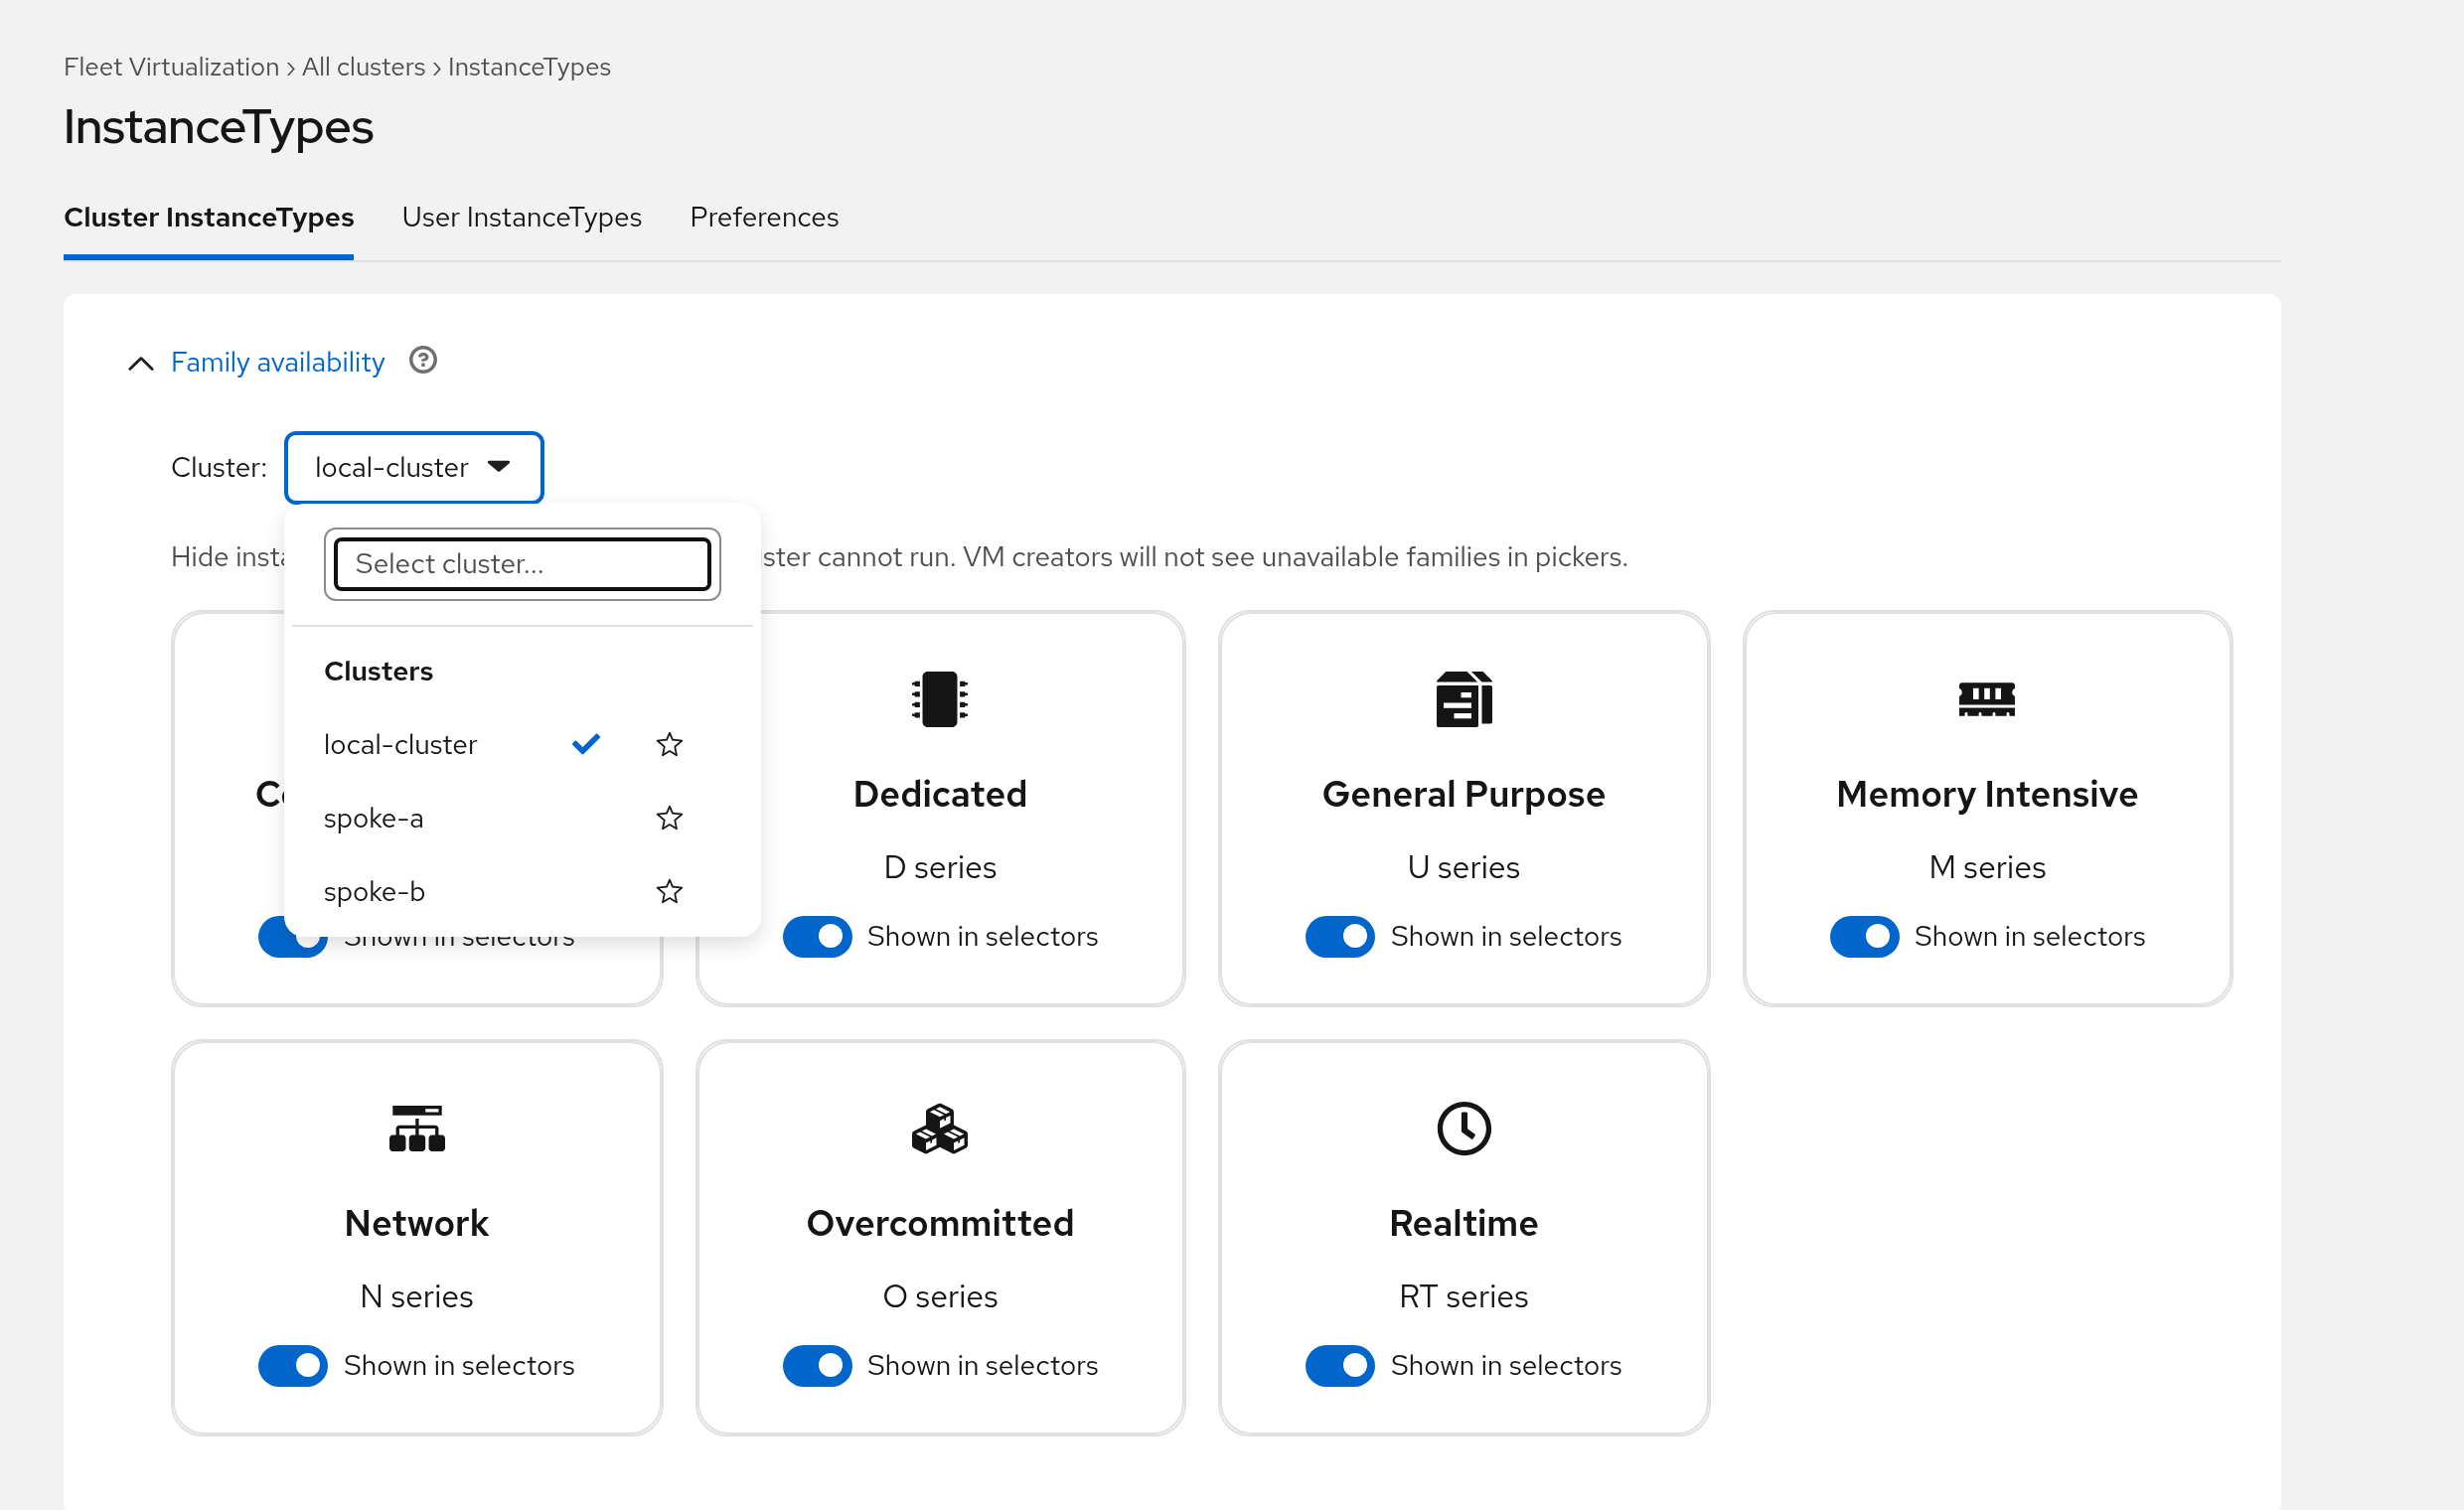 Fleet Virtualization › All clusters › InstanceTypes
InstanceTypes
Cluster InstanceTypes User InstanceTypes Preferences
Family availability
Cluster: local-cluster
Select cluster...
Hide cannot run. VM creators will not see unavailable families in pickers.
Clusters
local-cluster
spoke-a
spoke-b
Dedicated
D series
Shown in selectors
General Purpose
U series
Shown in selectors
Memory Intensive
M series
Shown in selectors
Shown in selectors
Network
N series
Shown in selectors
Overcommitted
O series
Shown in selectors
Realtime
RT series
Shown in selectors